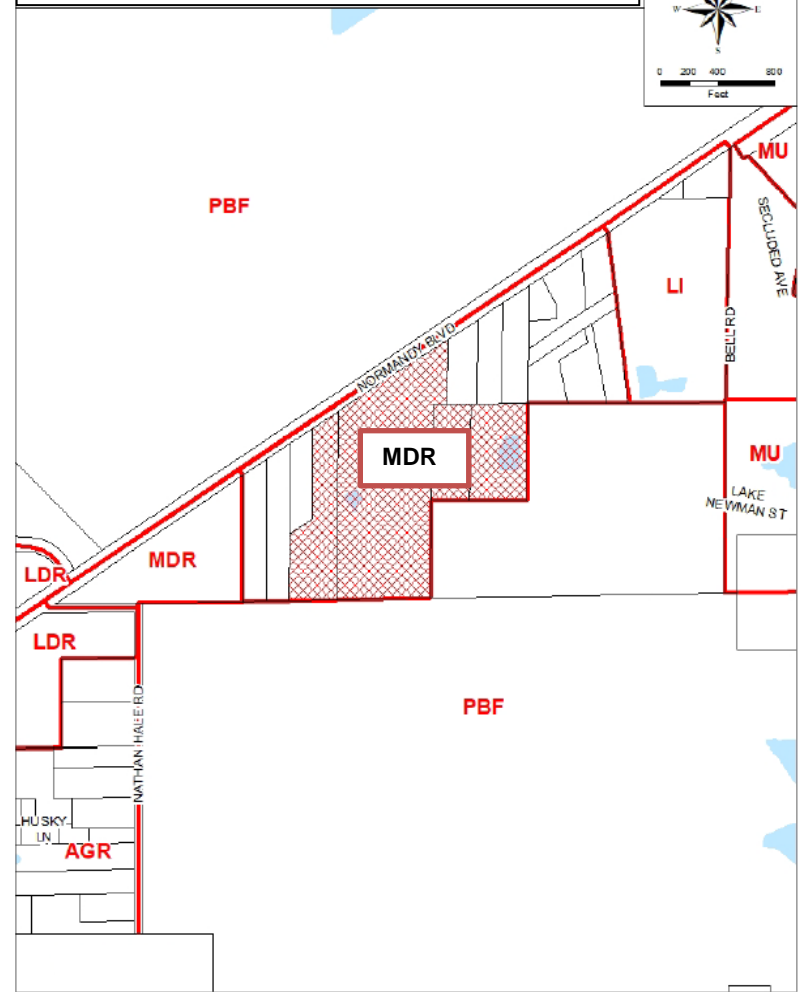 W
E
S
0 200 400 800
Feet
MU
PBF
SECLUDED AVE
LI
BELL RD
NORMANDY BLVD
MDR
MU
LAKE
NEWMAN ST
MDR
LDR
LDR
NATHAN HALE RD
PBF
HUSKY
LN
AGR